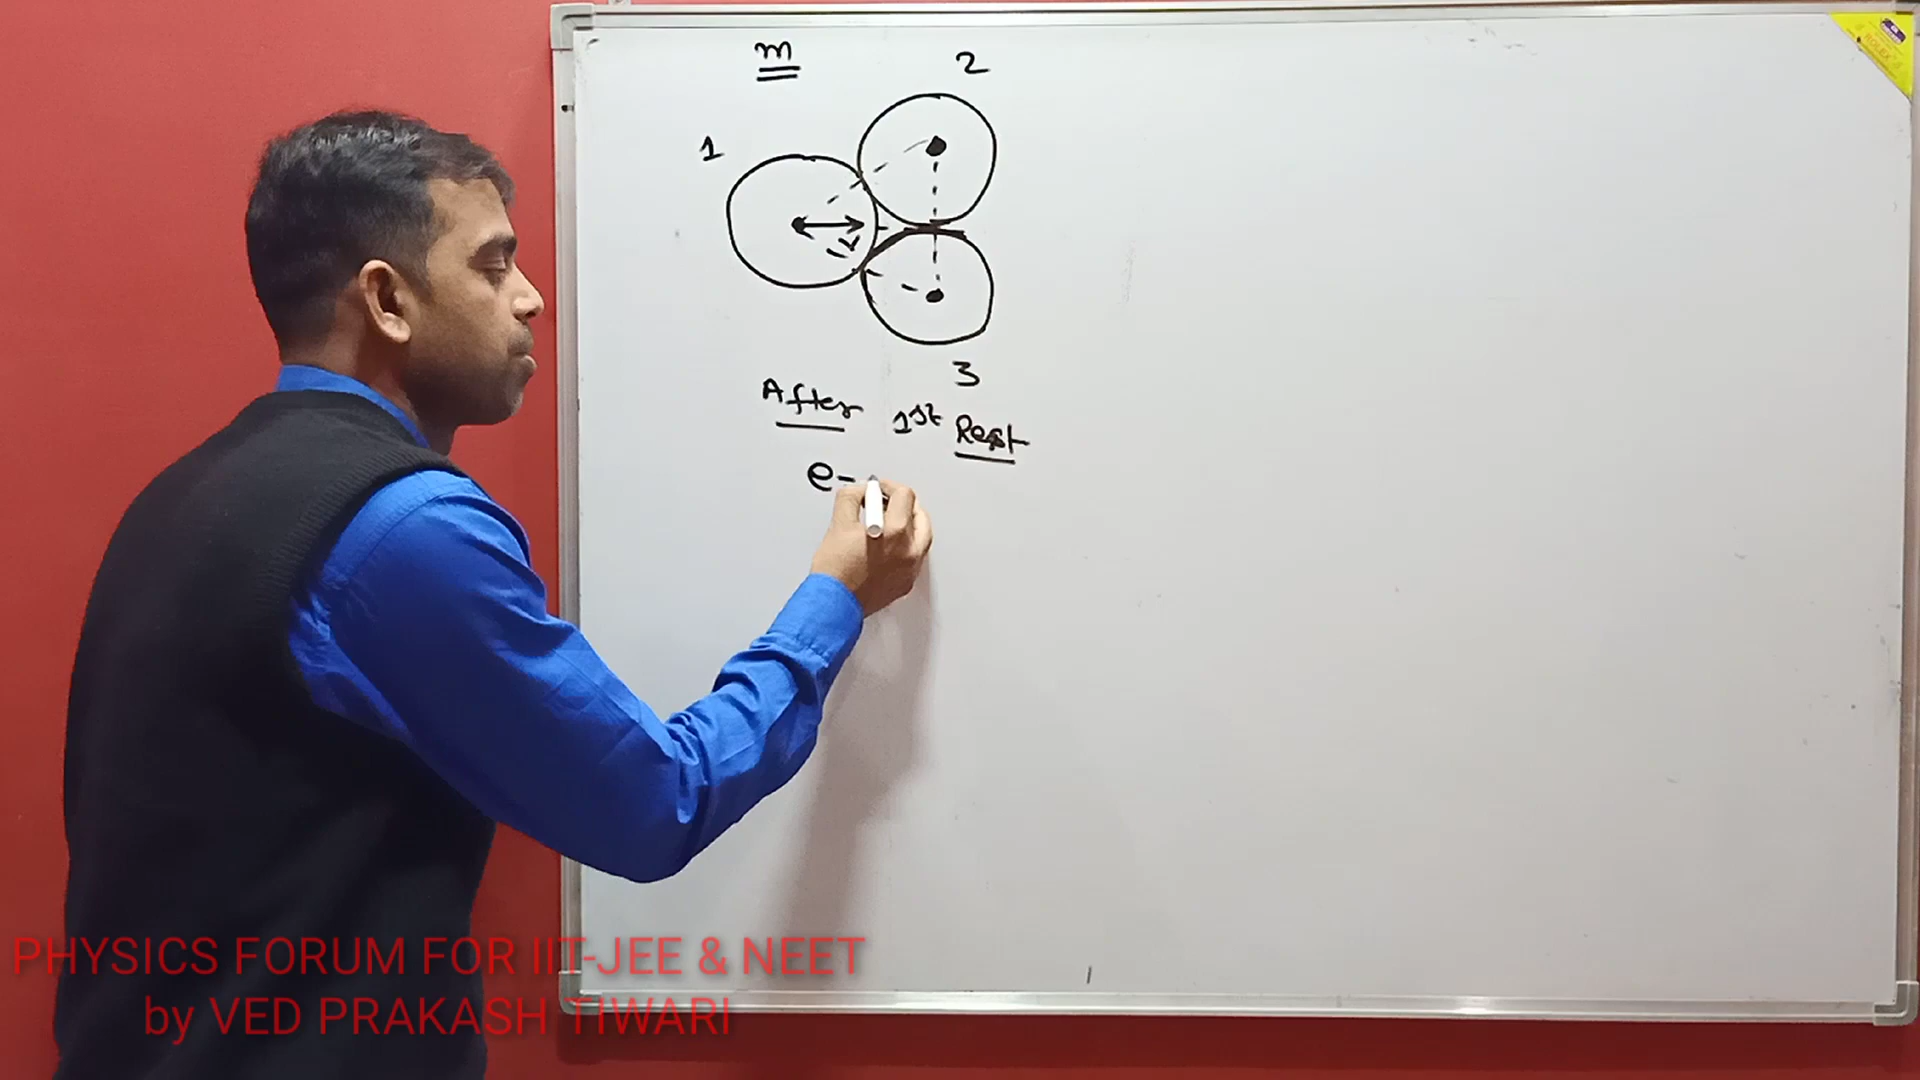 m
2
1
r
3
After 1st Rest
e-
PHYSICS FORUM FOR IIT-JEE & NEET
by VED PRAKASH TIWARI